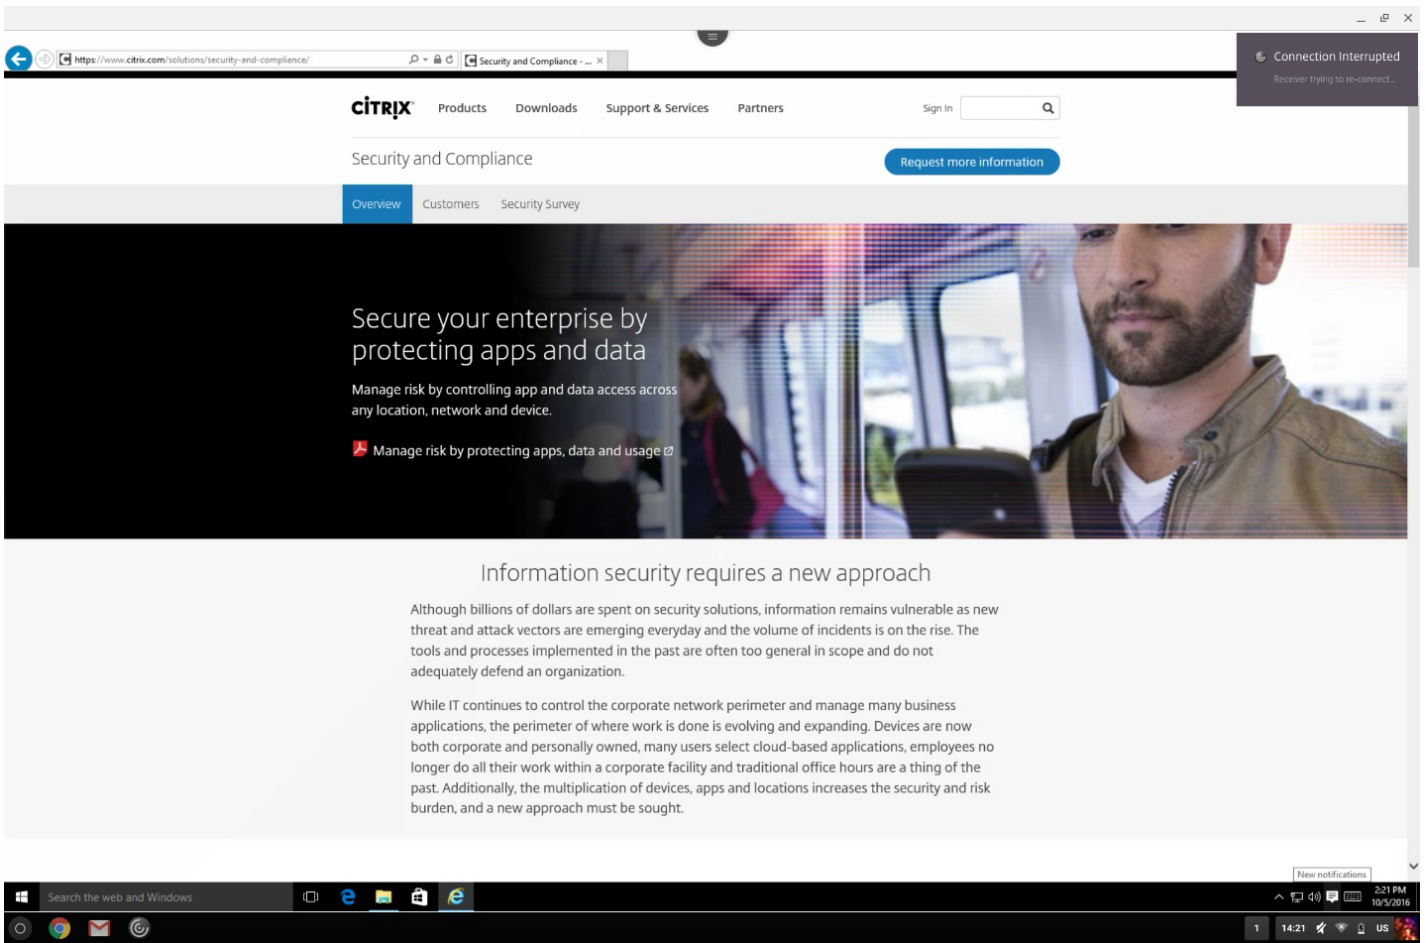 Connection Interrupted
Receiver trying to re-connect...
https://www.citrix.com/solutions/security-and-compliance/
Security and Compliance - ...
CİTRIX
Products
Downloads
Support & Services
Partners
Sign In
Security and Compliance
Request more information
Overview
Customers
Security Survey
Secure your enterprise by
protecting apps and data
Manage risk by controlling app and data access across
any location, network and device.
Manage risk by protecting apps, data and usage
Information security requires a new approach
Although billions of dollars are spent on security solutions, information remains vulnerable as new
threat and attack vectors are emerging everyday and the volume of incidents is on the rise. The
tools and processes implemented in the past are often too general in scope and do not
adequately defend an organization.
While IT continues to control the corporate network perimeter and manage many business
applications, the perimeter of where work is done is evolving and expanding. Devices are now
both corporate and personally owned, many users select cloud-based applications, employees no
longer do all their work within a corporate facility and traditional office hours are a thing of the
past. Additionally, the multiplication of devices, apps and locations increases the security and risk
burden, and a new approach must be sought.
New notifications
Search the web and Windows
2:21 PM
10/5/2016
1
14:21
US